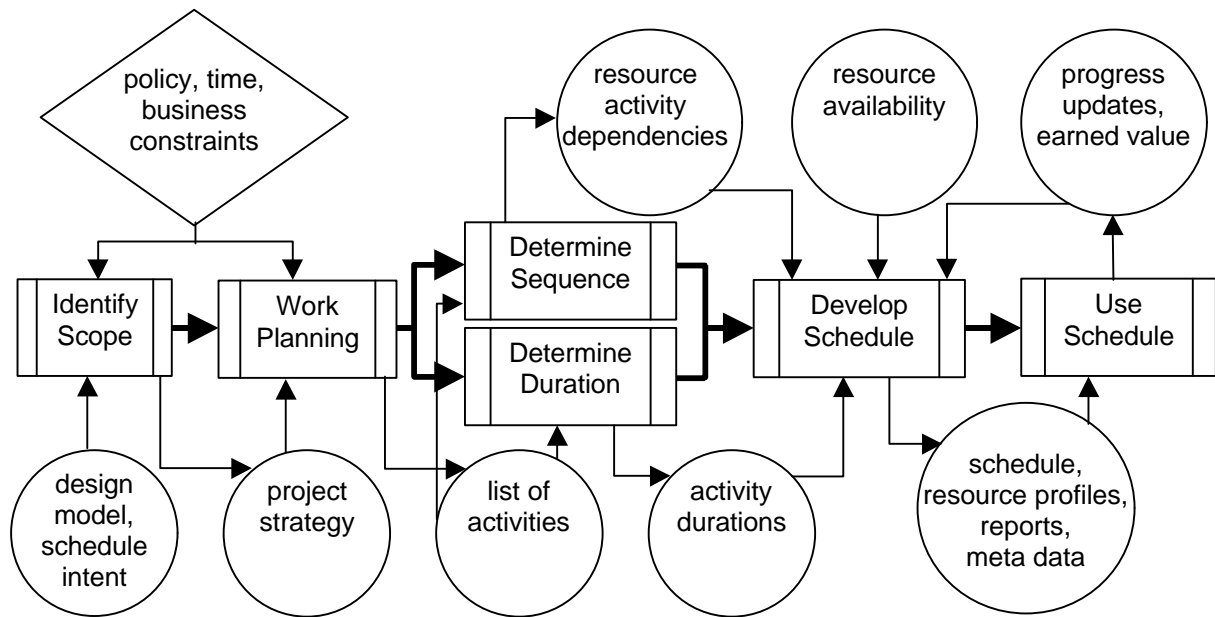 policy, time,
business
constraints
resource
activity
dependencies
resource
availability
progress
updates,
earned value
Identify
Scope
Work
Planning
Determine
Sequence
Determine
Duration
Develop
Schedule
Use
Schedule
design
model,
schedule
intent
project
strategy
list of
activities
activity
durations
schedule,
resource profiles,
reports,
meta data